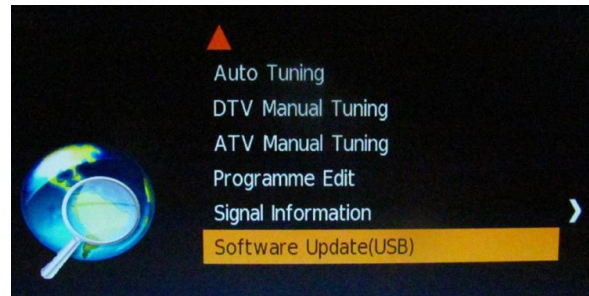 Auto Tuning
DTV Manual Tuning
ATV Manual Tuning
Programme Edit
Signal Information
Software Update(USB)